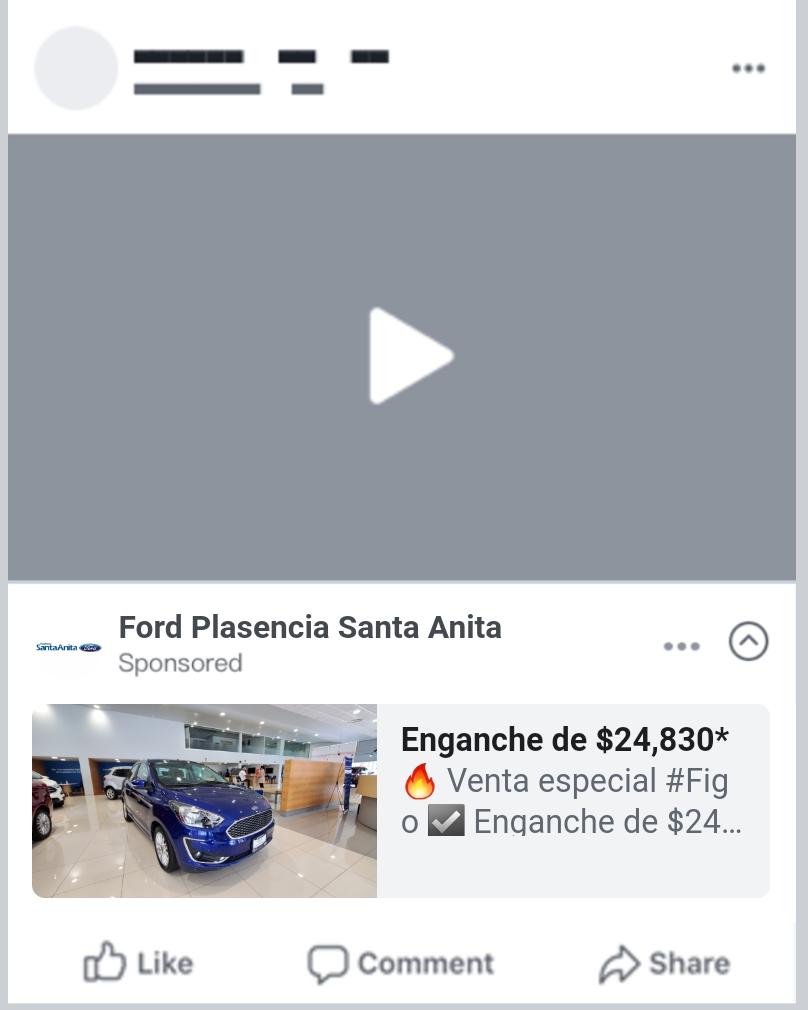 Ford Plasencia Santa Anita
Sponsored
SantaAnita Ford
Enganche de $24,830*
🔥 Venta especial #Fig
o ☑ Enganche de $24...
Like
Comment
Share